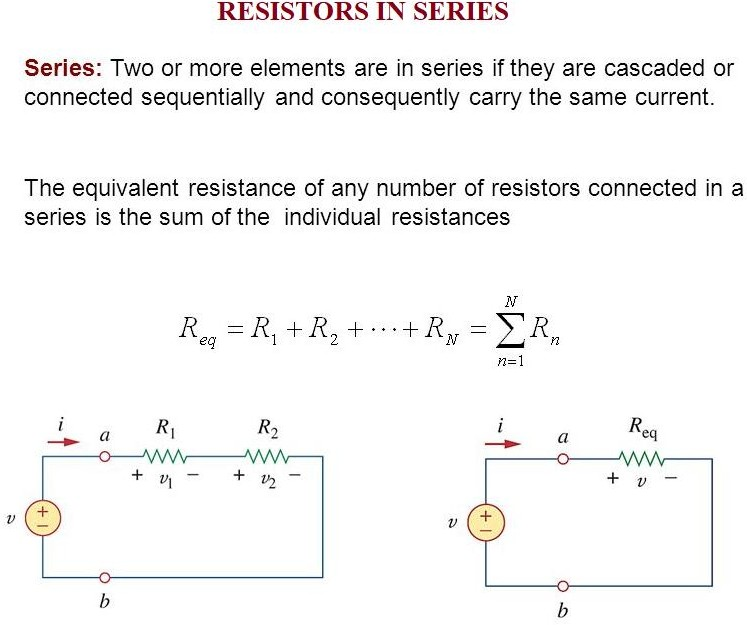 RESISTORS IN SERIES
Series: Two or more elements are in series if they are cascaded or
connected sequentially and consequently carry the same current.
The equivalent resistance of any number of resistors connected in a
series is the sum of the individual resistances
R_eq = R_1 + R_2 + ··· + R_N = \sum_{n=1}^{N} R_n
i
a
R₁
R₂
+ v₁ −
+ v₂ −
v
+
−
b
i
a
R_eq
+ v −
v
+
−
b